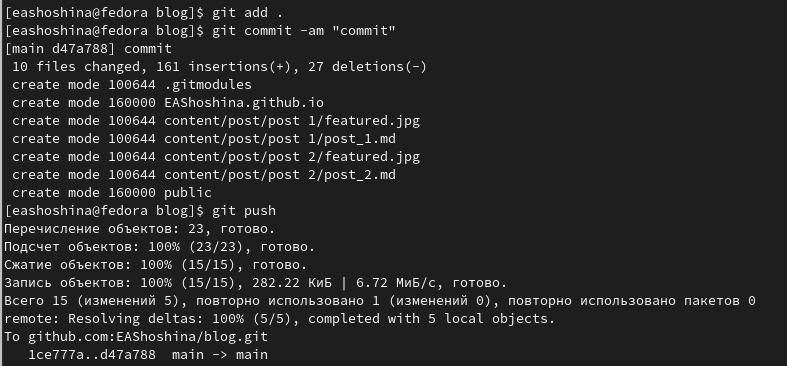 [eashoshina@fedora blog]$ git add .
[eashoshina@fedora blog]$ git commit -am "commit"
[main d47a788] commit
 10 files changed, 161 insertions(+), 27 deletions(-)
 create mode 100644 .gitmodules
 create mode 160000 EAShoshina.github.io
 create mode 100644 content/post/post 1/featured.jpg
 create mode 100644 content/post/post 1/post_1.md
 create mode 100644 content/post/post 2/featured.jpg
 create mode 100644 content/post/post 2/post_2.md
 create mode 160000 public
[eashoshina@fedora blog]$ git push
Перечисление объектов: 23, готово.
Подсчет объектов: 100% (23/23), готово.
Сжатие объектов: 100% (15/15), готово.
Запись объектов: 100% (15/15), 282.22 КиБ | 6.72 МиБ/с, готово.
Всего 15 (изменений 5), повторно использовано 1 (изменений 0), повторно использовано пакетов 0
remote: Resolving deltas: 100% (5/5), completed with 5 local objects.
To github.com:EAShoshina/blog.git
   1ce777a..d47a788  main -> main